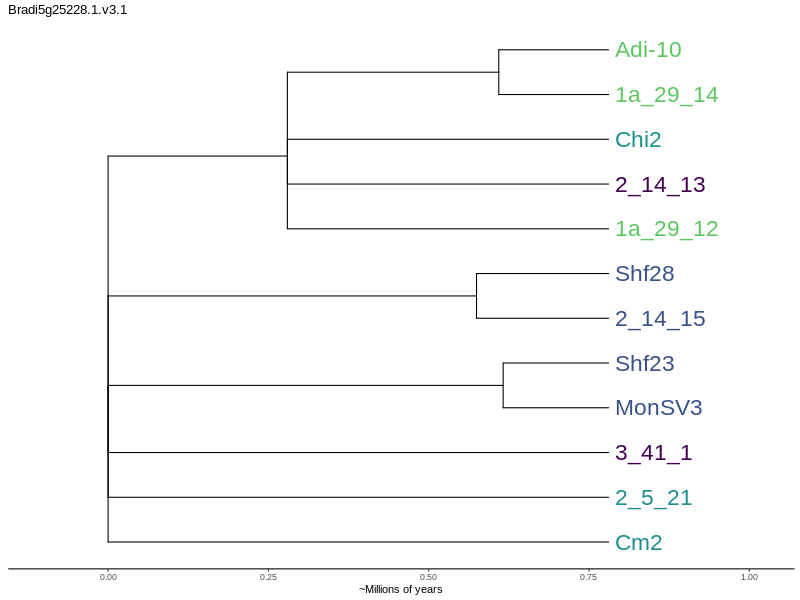 Bradi5g25228.1.v3.1
Adi-10
1a_29_14
Chi2
2_14_13
1a_29_12
Shf28
2_14_15
Shf23
MonSV3
3_41_1
2_5_21
Cm2
0.00 0.25 0.50 0.75 1.00
~Millions of years